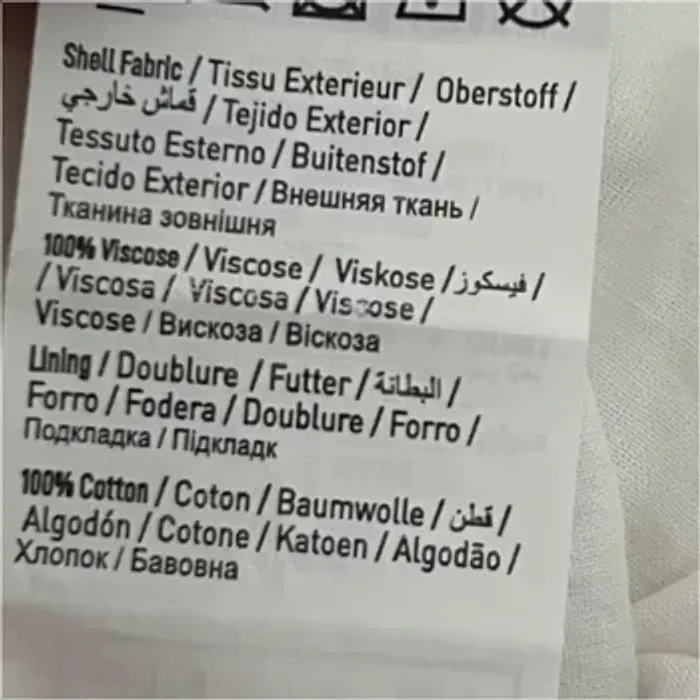 Shell Fabric / Tissu Exterieur / Oberstoff /
قماش خارجي / Tejido Exterior /
Tessuto Esterno / Buitenstof /
Tecido Exterior / Внешняя ткань /
Тканина зовнішня
100% Viscose / Viscose / Viskose / فيسكوز /
/ Viscosa / Viscosa / Viscose /
Viscose / Вискоза / Віскоза
Lining / Doublure / Futter / البطانة /
Forro / Fodera / Doublure / Forro /
Подкладка / Підкладк
100% Cotton / Coton / Baumwolle / قطن /
Algodón / Cotone / Katoen / Algodão /
Хлопок / Бавовна